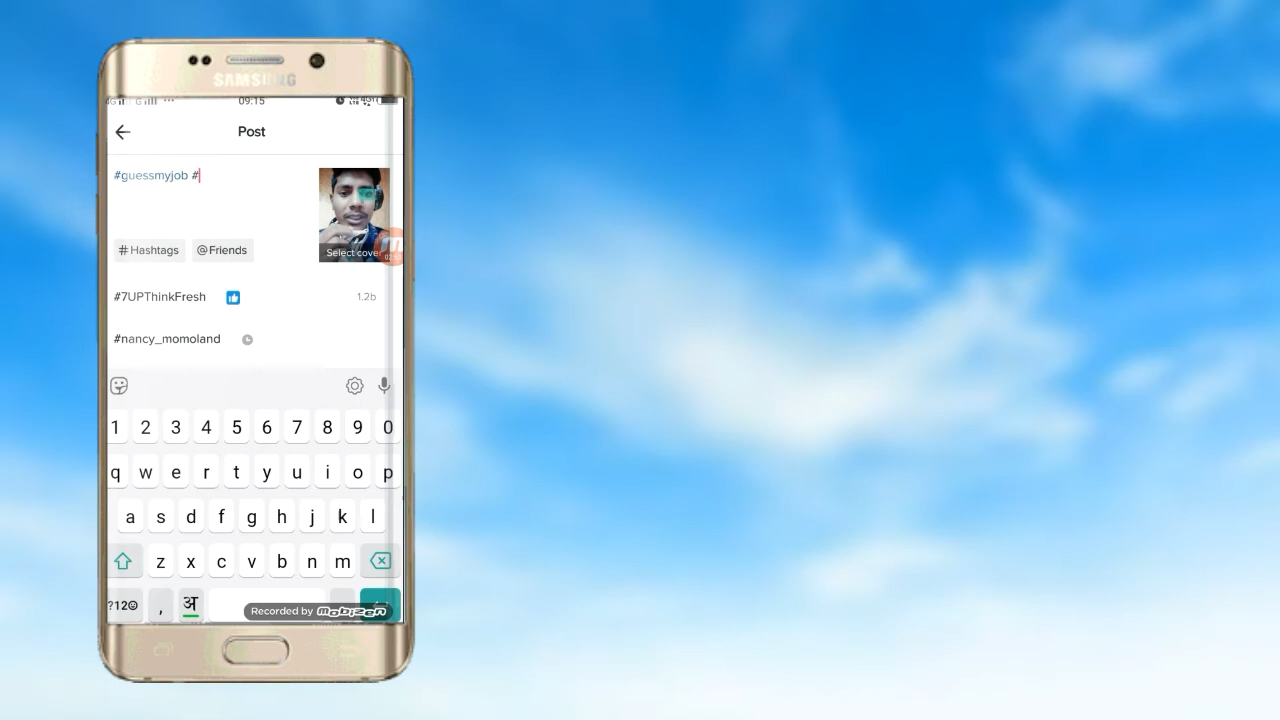 SAMSUNG
09:15
Post
#guessmyjob #
Select cove
#Hashtags
@Friends
#7UPThinkFresh
1.2b
#nancy_momoland
1 2 3 4 5 6 7 8 9 0
q w e r t y u i o p
a s d f g h j k l
z x c v b n m
?12☺ , अ
Recorded by mobizen